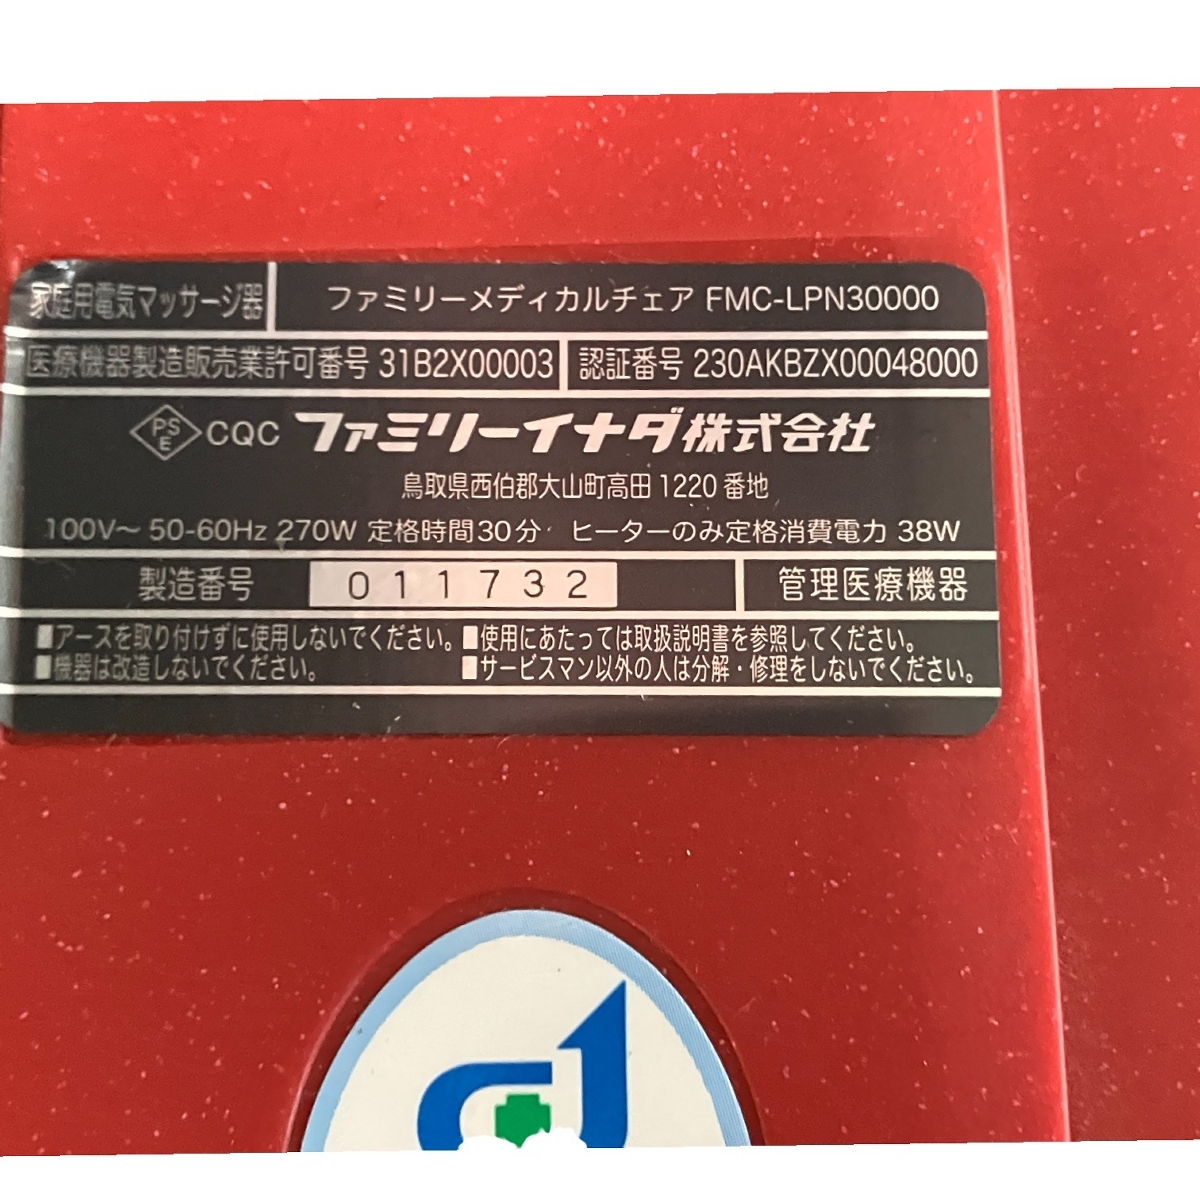 家庭用電気マッサージ器 ファミリーメディカルチェア FMC-LPN30000
医療機器製造販売業許可番号 31B2X00003 認証番号 230AKBZX00048000
PSE CQC ファミリーイナダ株式会社
鳥取県西伯郡大山町高田1220番地
100V～ 50-60Hz 270W 定格時間30分 ヒーターのみ定格消費電力 38W
製造番号 011732 管理医療機器
■アースを取り付けずに使用しないでください。■使用にあたっては取扱説明書を参照してください。
■機器は改造しないでください。 ■サービスマン以外の人は分解・修理をしないでください。